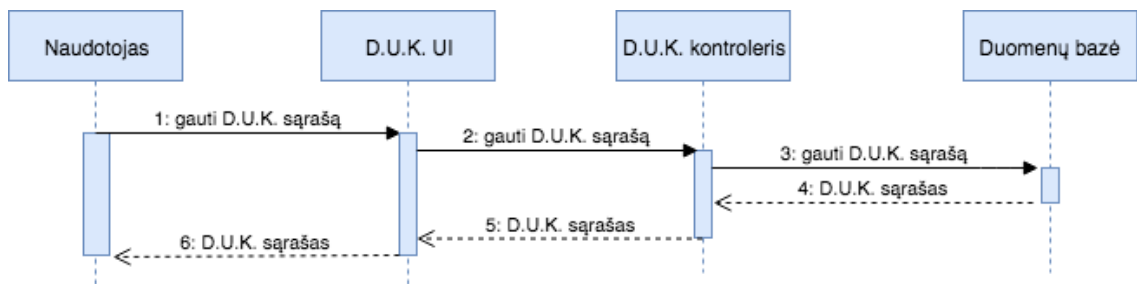 Naudotojas
D.U.K. UI
D.U.K. kontroleris
Duomenų bazė
1: gauti D.U.K. sąrašą
2: gauti D.U.K. sąrašą
3: gauti D.U.K. sąrašą
4: D.U.K. sąrašas
5: D.U.K. sąrašas
6: D.U.K. sąrašas